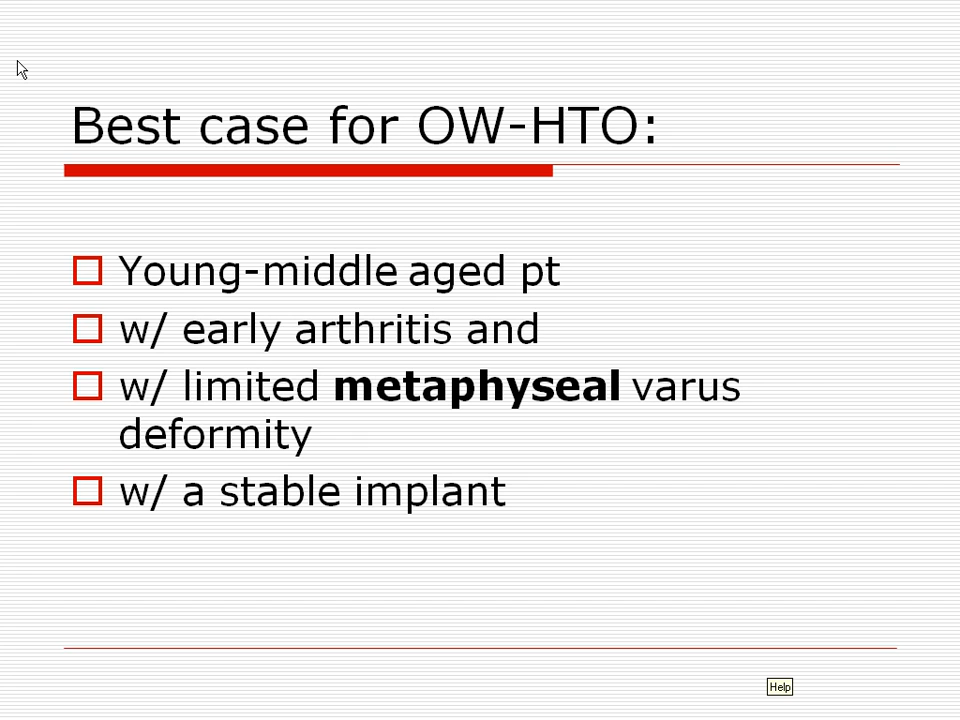 Best case for OW-HTO:
Young-middle aged pt
w/ early arthritis and
w/ limited metaphyseal varus
deformity
w/ a stable implant
Help